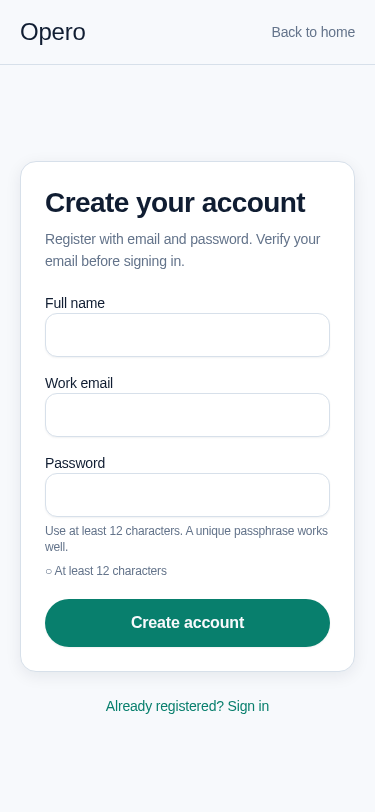 Opero
Back to home
Create your account
Register with email and password. Verify your
email before signing in.
Full name
Work email
Password
Use at least 12 characters. A unique passphrase works
well.
○ At least 12 characters
Create account
Already registered? Sign in